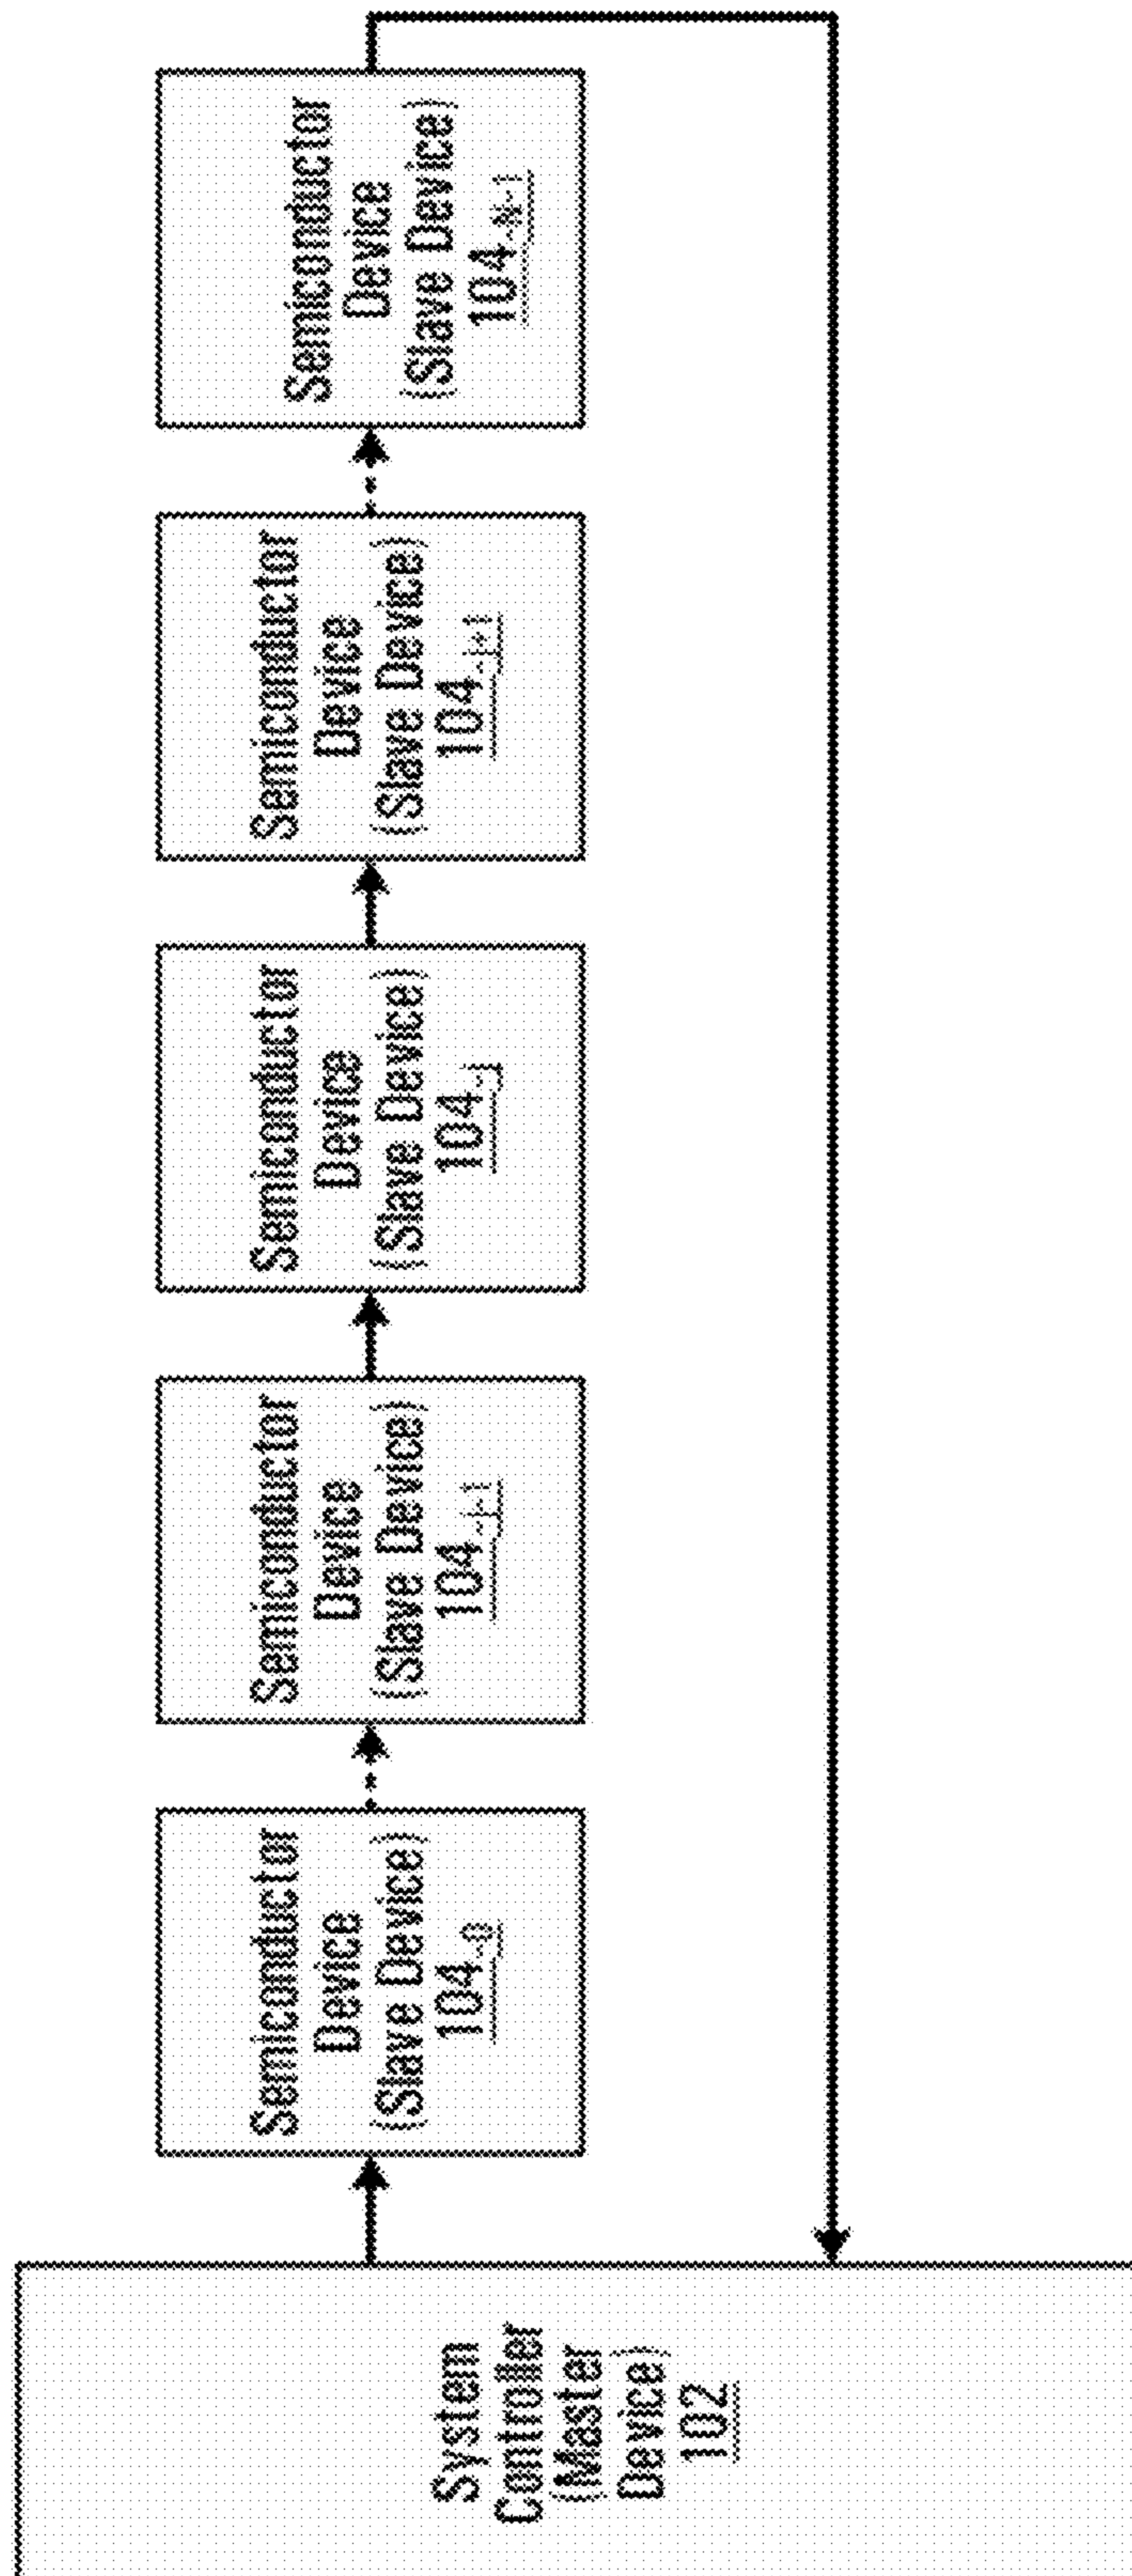 System
Controller
(Master
Device)
102
Semiconductor
Device
(Slave Device)
104-0
Semiconductor
Device
(Slave Device)
104-j-1
Semiconductor
Device
(Slave Device)
104-j
Semiconductor
Device
(Slave Device)
104-j+1
Semiconductor
Device
(Slave Device)
104-N-1